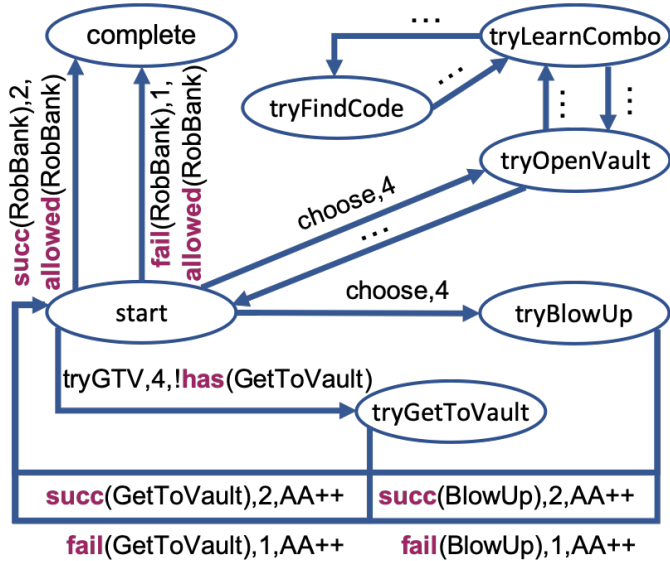 complete
tryLearnCombo
...
...
tryFindCode
...
...
tryOpenVault
succ(RobBank),2,
allowed(RobBank)
fail(RobBank),1,
allowed(RobBank)
choose,4
...
start
choose,4
tryBlowUp
tryGTV,4,!has(GetToVault)
tryGetToVault
succ(GetToVault),2,AA++
succ(BlowUp),2,AA++
fail(GetToVault),1,AA++
fail(BlowUp),1,AA++